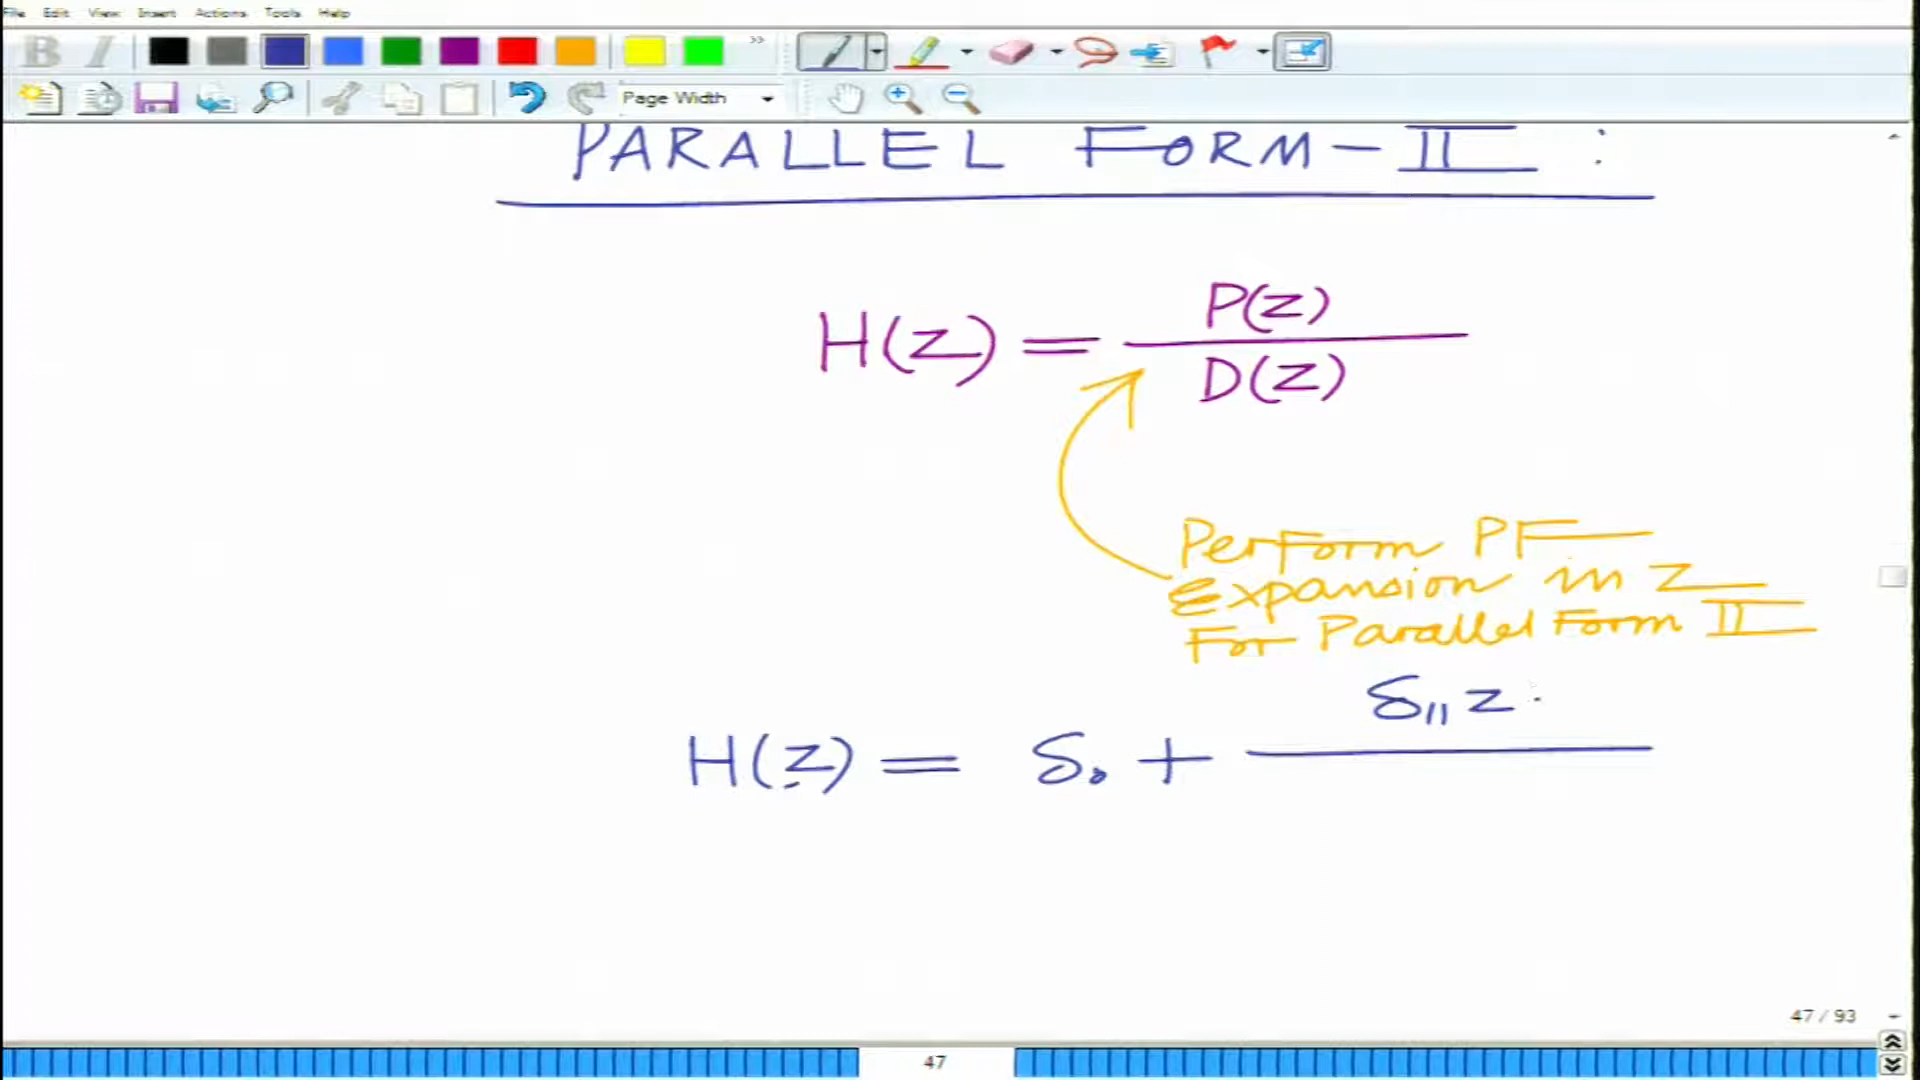 File Edit View Insert Actions Tools Help
B I
Page Width
PARALLEL FORM-II :
H(z) = P(z) / D(z)
Perform PF
Expansion in z
For Parallel Form II
δ₁₁ z
H(z) = δ₀ +
47 / 93
47